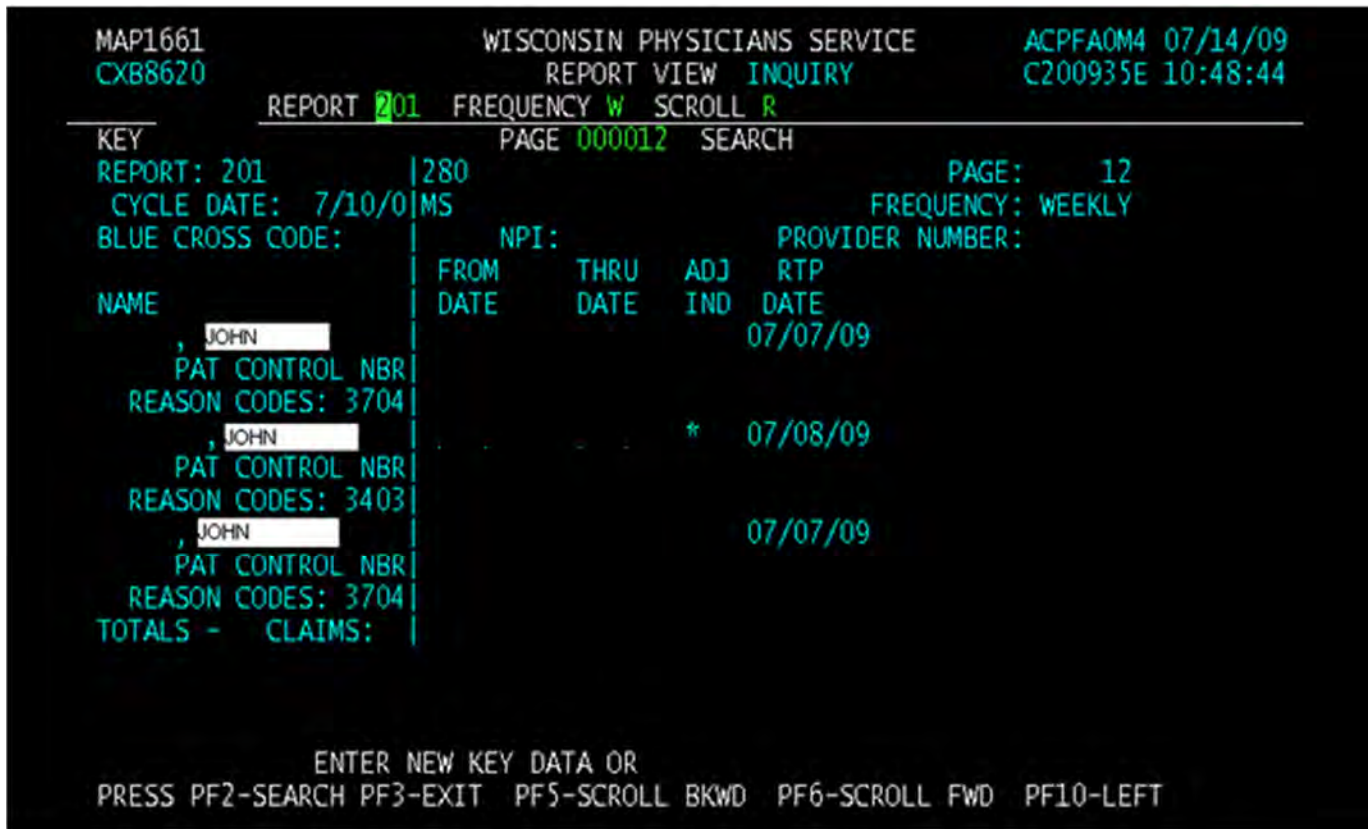 MAP1661 WISCONSIN PHYSICIANS SERVICE ACPFA0M4 07/14/09
CXB8620 REPORT VIEW INQUIRY C200935E 10:48:44
REPORT 201 FREQUENCY W SCROLL R
KEY PAGE 000012 SEARCH
REPORT: 201 |280 PAGE: 12
CYCLE DATE: 7/10/0|MS FREQUENCY: WEEKLY
BLUE CROSS CODE: | NPI: PROVIDER NUMBER:
| FROM THRU ADJ RTP
NAME | DATE DATE IND DATE
, JOHN | 07/07/09
PAT CONTROL NBR|
REASON CODES: 3704|
, JOHN | * 07/08/09
PAT CONTROL NBR|
REASON CODES: 3403|
, JOHN | 07/07/09
PAT CONTROL NBR|
REASON CODES: 3704|
TOTALS - CLAIMS: |
ENTER NEW KEY DATA OR
PRESS PF2-SEARCH PF3-EXIT PF5-SCROLL BKWD PF6-SCROLL FWD PF10-LEFT